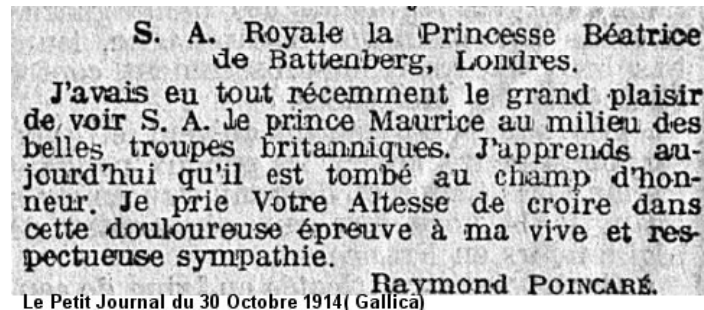 S. A. Royale la Princesse Béatrice
de Battenberg, Londres.
J'avais eu tout récemment le grand plaisir
de voir S. A. le prince Maurice au milieu des
belles troupes britanniques. J'apprends au-
jourd'hui qu'il est tombé au champ d'hon-
neur. Je prie Votre Altesse de croire dans
cette douloureuse épreuve à ma vive et res-
pectueuse sympathie.
Raymond POINCARÉ.
Le Petit Journal du 30 Octobre 1914( Gallica)